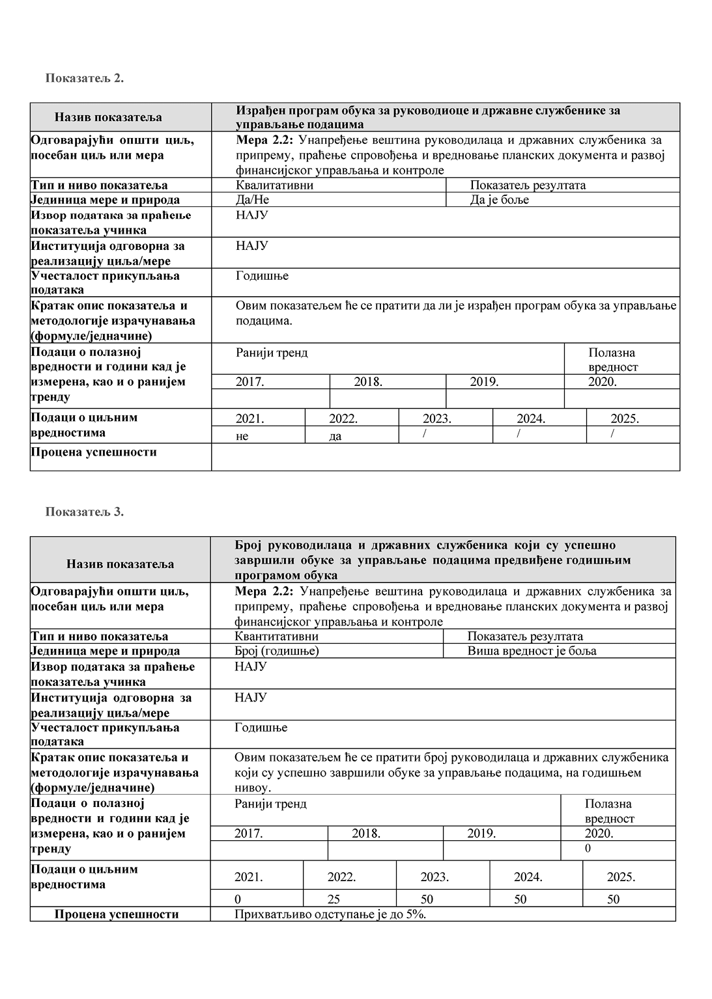 Показатељ 2.
Назив показатеља
Израђен програм обука за руководиоце и државне службенике за
управљање подацима
Одговарајући општи циљ,
посебан циљ или мера
Мера 2.2: Унапређење вештина руководилаца и државних службеника за
припрему, праћење спровођења и вредновање планских документа и развој
финансијског управљања и контроле
Тип и ниво показатеља
Квалитативни
Показатељ резултата
Јединица мере и природа
Да/Не
Да је боље
Извор података за праћење
показатеља учинка
НАЈУ
Институција одговорна за
реализацију циља/мере
НАЈУ
Учесталост прикупљања
података
Годишње
Кратак опис показатеља и
методологије израчунавања
(формуле/једначине)
Овим показатељем ће се пратити да ли је израђен програм обука за управљање
подацима.
Подаци о полазној
вредности и години кад је
измерена, као и о ранијем
тренду
Ранији тренд
Полазна
вредност
2017.
2018.
2019.
2020.
Подаци о циљним
вредностима
2021.
2022.
2023.
2024.
2025.
не
да
/
/
/
Процена успешности
Показатељ 3.
Назив показатеља
Број руководилаца и државних службеника који су успешно
завршили обуке за управљање подацима предвиђене годишњим
програмом обука
Одговарајући општи циљ,
посебан циљ или мера
Мера 2.2: Унапређење вештина руководилаца и државних службеника за
припрему, праћење спровођења и вредновање планских документа и развој
финансијског управљања и контроле
Тип и ниво показатеља
Квантитативни
Показатељ резултата
Јединица мере и природа
Број (годишње)
Виша вредност је боља
Извор података за праћење
показатеља учинка
НАЈУ
Институција одговорна за
реализацију циља/мере
НАЈУ
Учесталост прикупљања
података
Годишње
Кратак опис показатеља и
методологије израчунавања
(формуле/једначине)
Овим показатељем ће се пратити број руководилаца и државних службеника
који су успешно завршили обуке за управљање подацима, на годишњем
нивоу.
Подаци о полазној
вредности и години кад је
измерена, као и о ранијем
тренду
Ранији тренд
Полазна
вредност
2017.
2018.
2019.
2020.
0
Подаци о циљним
вредностима
2021.
2022.
2023.
2024.
2025.
0
25
50
50
50
Процена успешности
Прихватљиво одступање је до 5%.